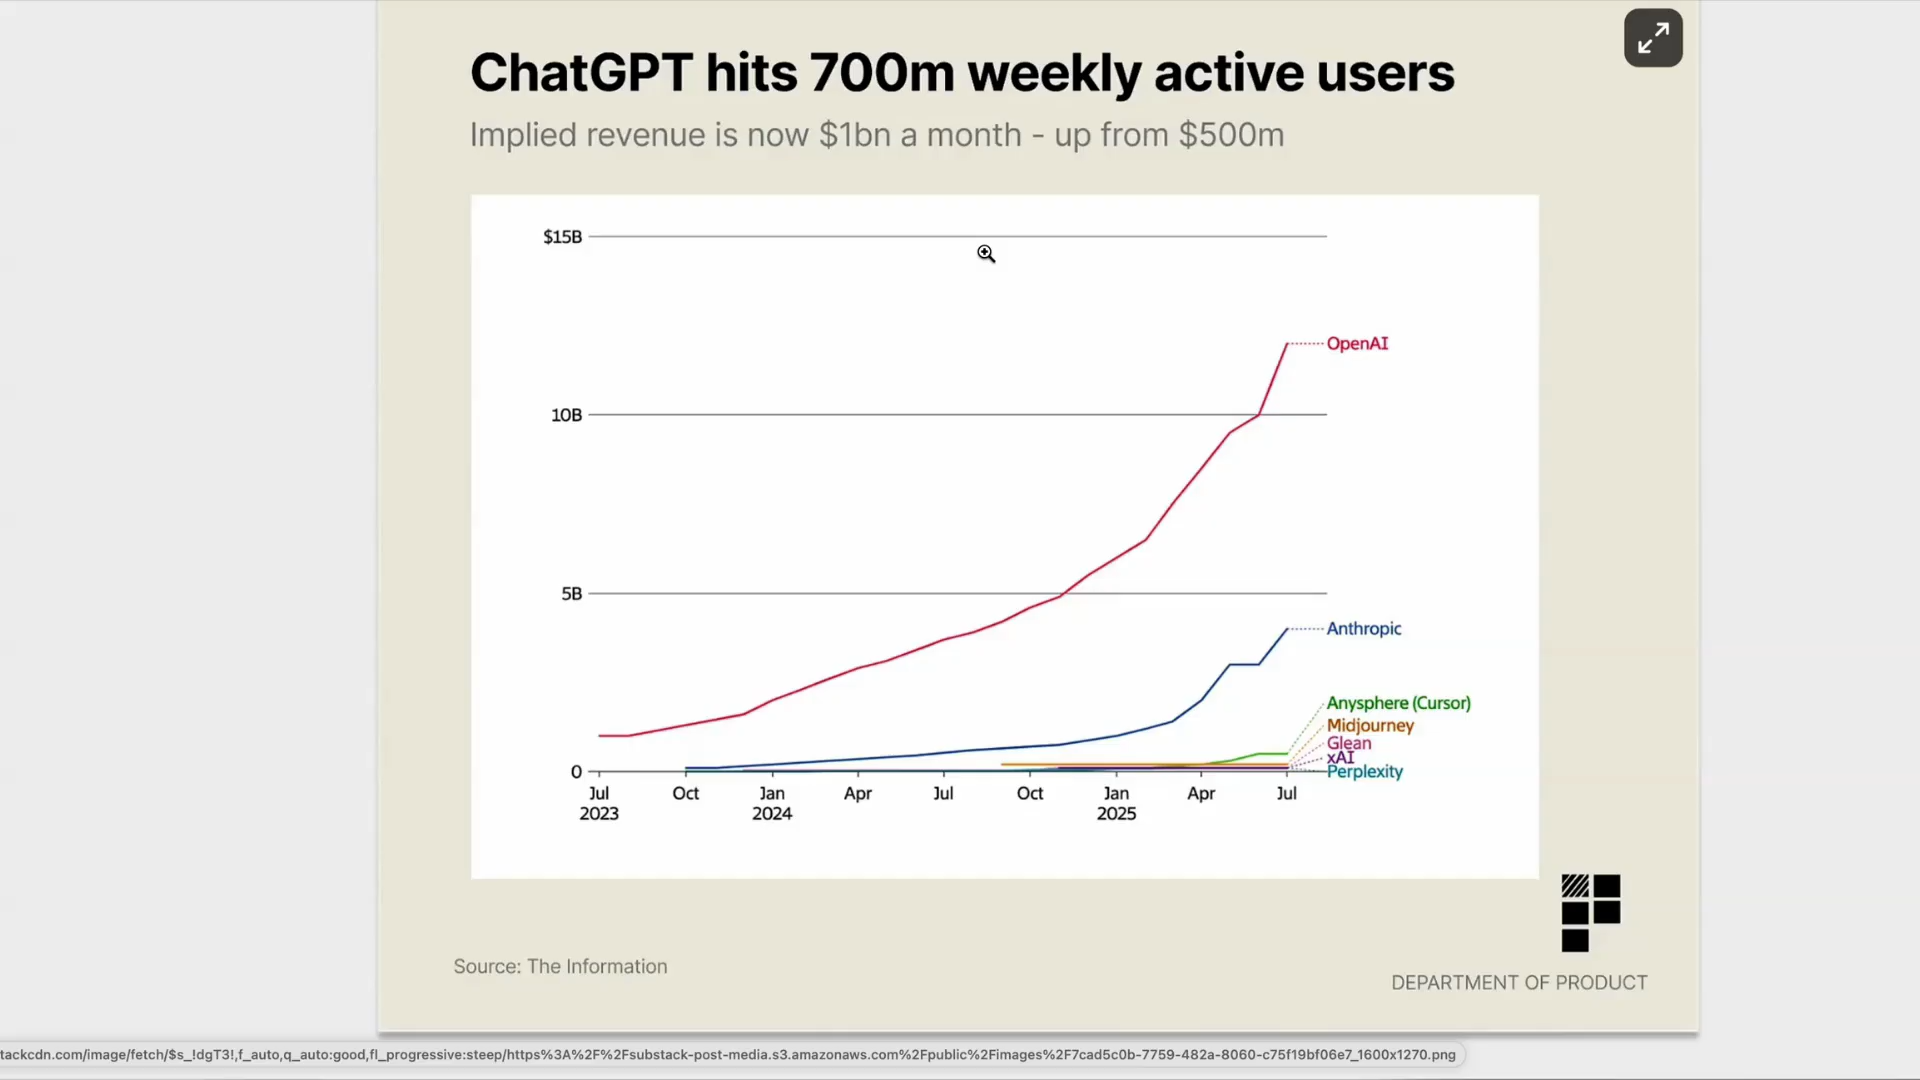 ChatGPT hits 700m weekly active users
Implied revenue is now $1bn a month - up from $500m
$15B
OpenAI
10B
5B
Anthropic
Anysphere (Cursor)
Midjourney
Glean
xAI
0
Perplexity
Jul Oct Jan Apr Jul Oct Jan Apr Jul
2023 2024 2025
Source: The Information
DEPARTMENT OF PRODUCT
tackcdn.com/image/fetch/$s_!dgT3!,f_auto,q_auto:good,fl_progressive:steep/https%3A%2F%2Fsubstack-post-media.s3.amazonaws.com%2Fpublic%2Fimages%2F7cad5c0b-7759-482a-8060-c75f19bf06e7_1600x1270.png